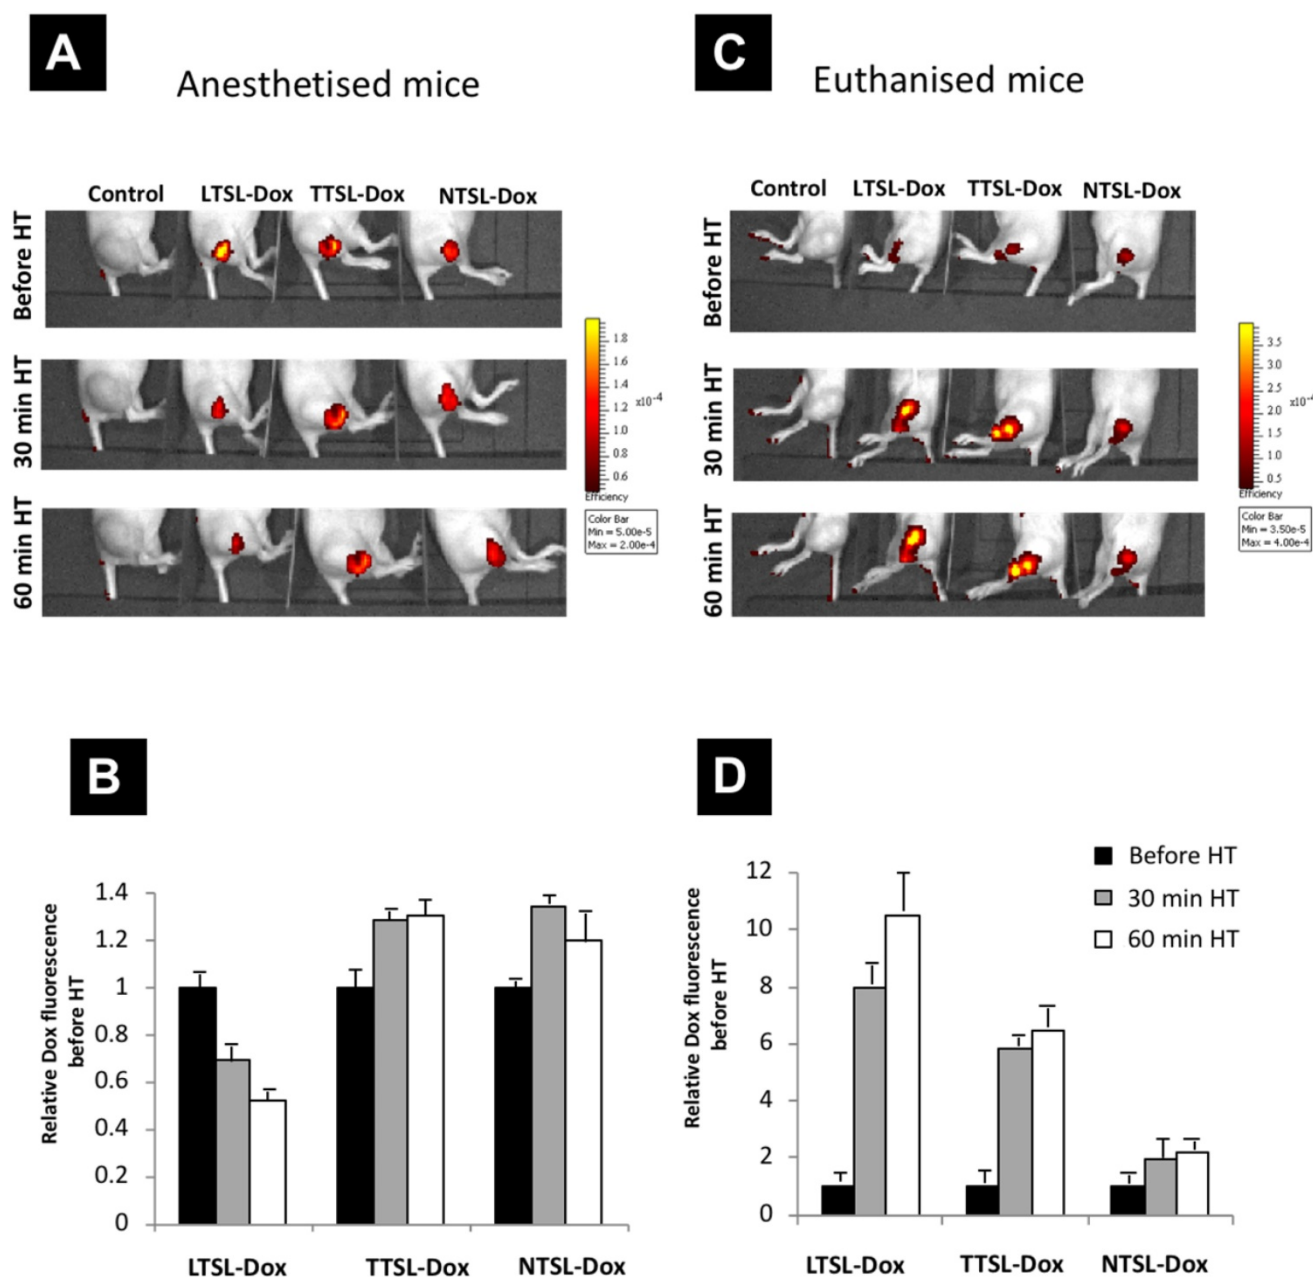 A
Anesthetised mice
Control LTSL-Dox TTSL-Dox NTSL-Dox
Before HT
30 min HT
60 min HT
1.8
1.6
1.4
1.2
1.0
0.8
0.6
x10⁻⁴
Efficiency
Color Bar
Min = 5.00e-5
Max = 2.00e-4
C
Euthanised mice
Control LTSL-Dox TTSL-Dox NTSL-Dox
Before HT
30 min HT
60 min HT
3.5
3.0
2.5
2.0
1.5
1.0
0.5
x10⁻⁴
Efficiency
Color Bar
Min = 3.50e-5
Max = 4.00e-4
B
Relative Dox fluorescence
before HT
1.4
1.2
1
0.8
0.6
0.4
0.2
0
LTSL-Dox TTSL-Dox NTSL-Dox
D
Relative Dox fluorescence
before HT
12
10
8
6
4
2
0
LTSL-Dox TTSL-Dox NTSL-Dox
Before HT
30 min HT
60 min HT